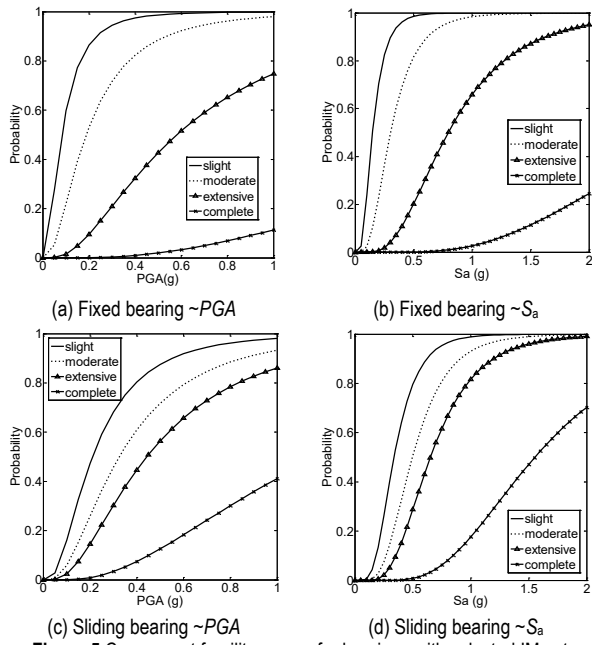 1
0.8
0.6
0.4
0.2
0
Probability
slight
moderate
extensive
complete
0 0.2 0.4 0.6 0.8 1
PGA(g)
(a) Fixed bearing ~PGA
1
0.8
0.6
0.4
0.2
0
Probability
slight
moderate
extensive
complete
0 0.5 1 1.5 2
Sa (g)
(b) Fixed bearing ~Sa
1
0.8
0.6
0.4
0.2
0
Probability
slight
moderate
extensive
complete
0 0.2 0.4 0.6 0.8 1
PGA (g)
(c) Sliding bearing ~PGA
1
0.8
0.6
0.4
0.2
0
Probability
slight
moderate
extensive
complete
0 0.5 1 1.5 2
Sa (g)
(d) Sliding bearing ~Sa